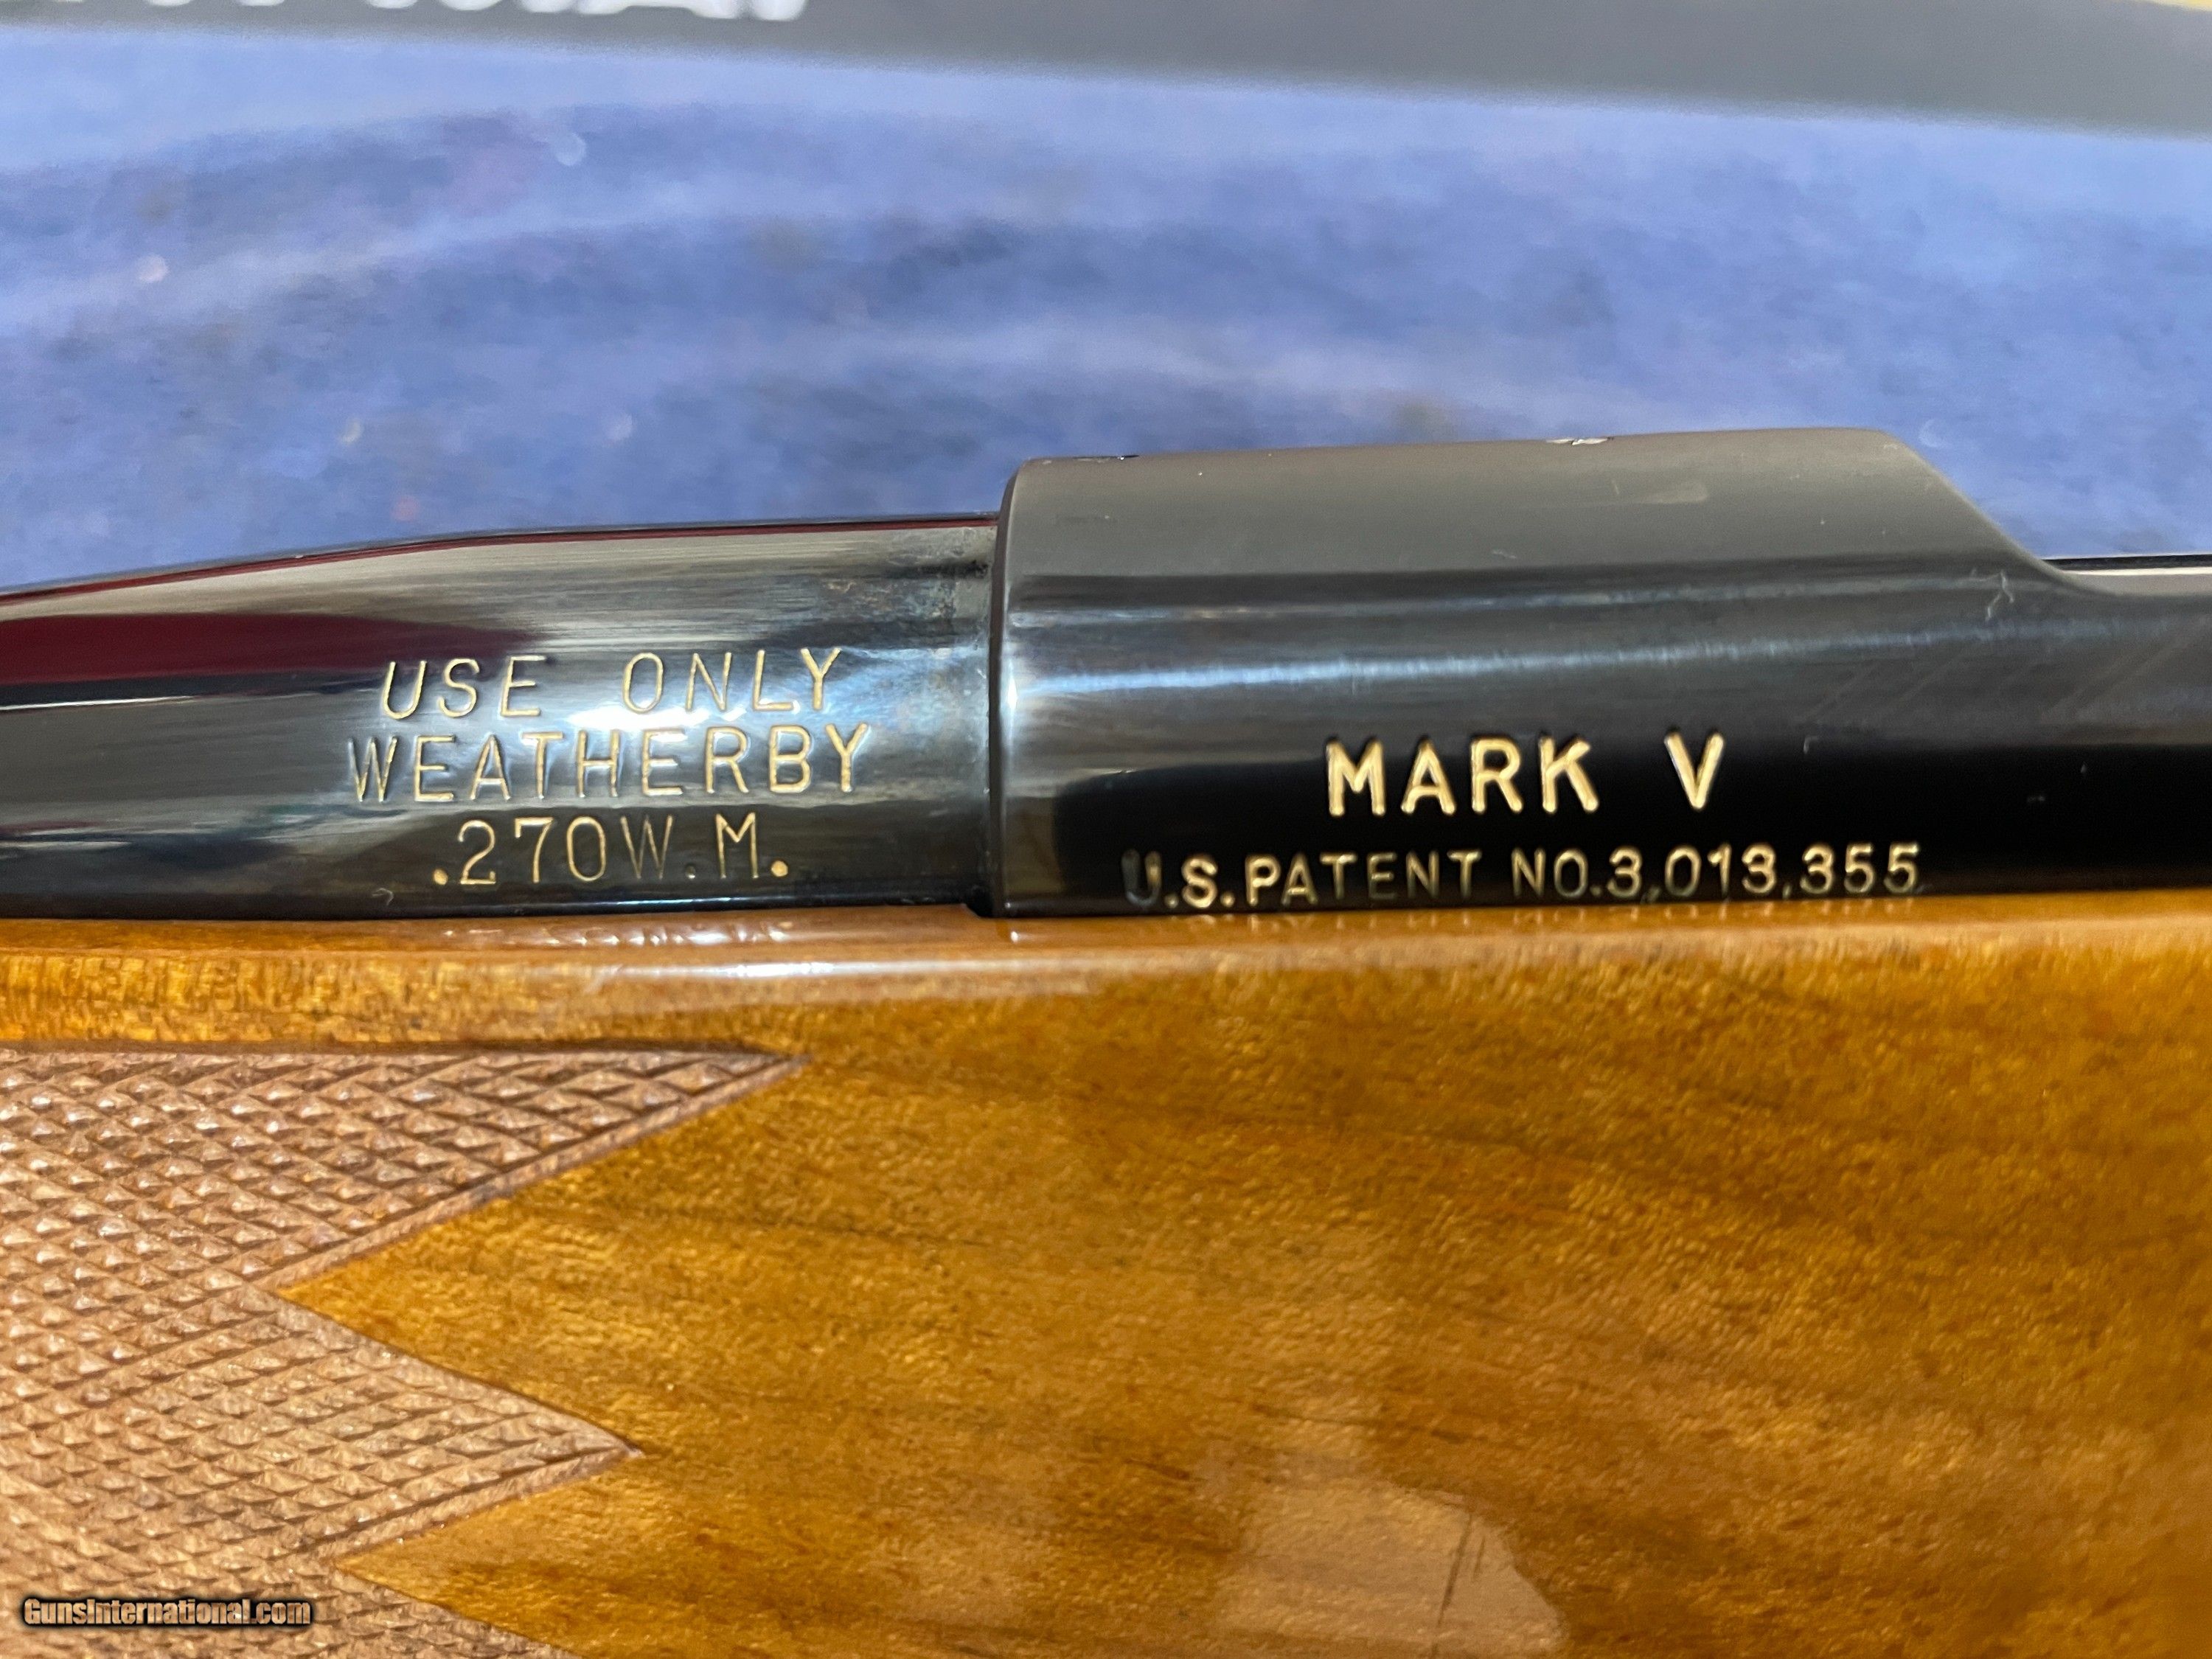 USE ONLY
WEATHERBY
.270W.M.
MARK V
U.S.PATENT NO.3,013,355
GunsInternational.com